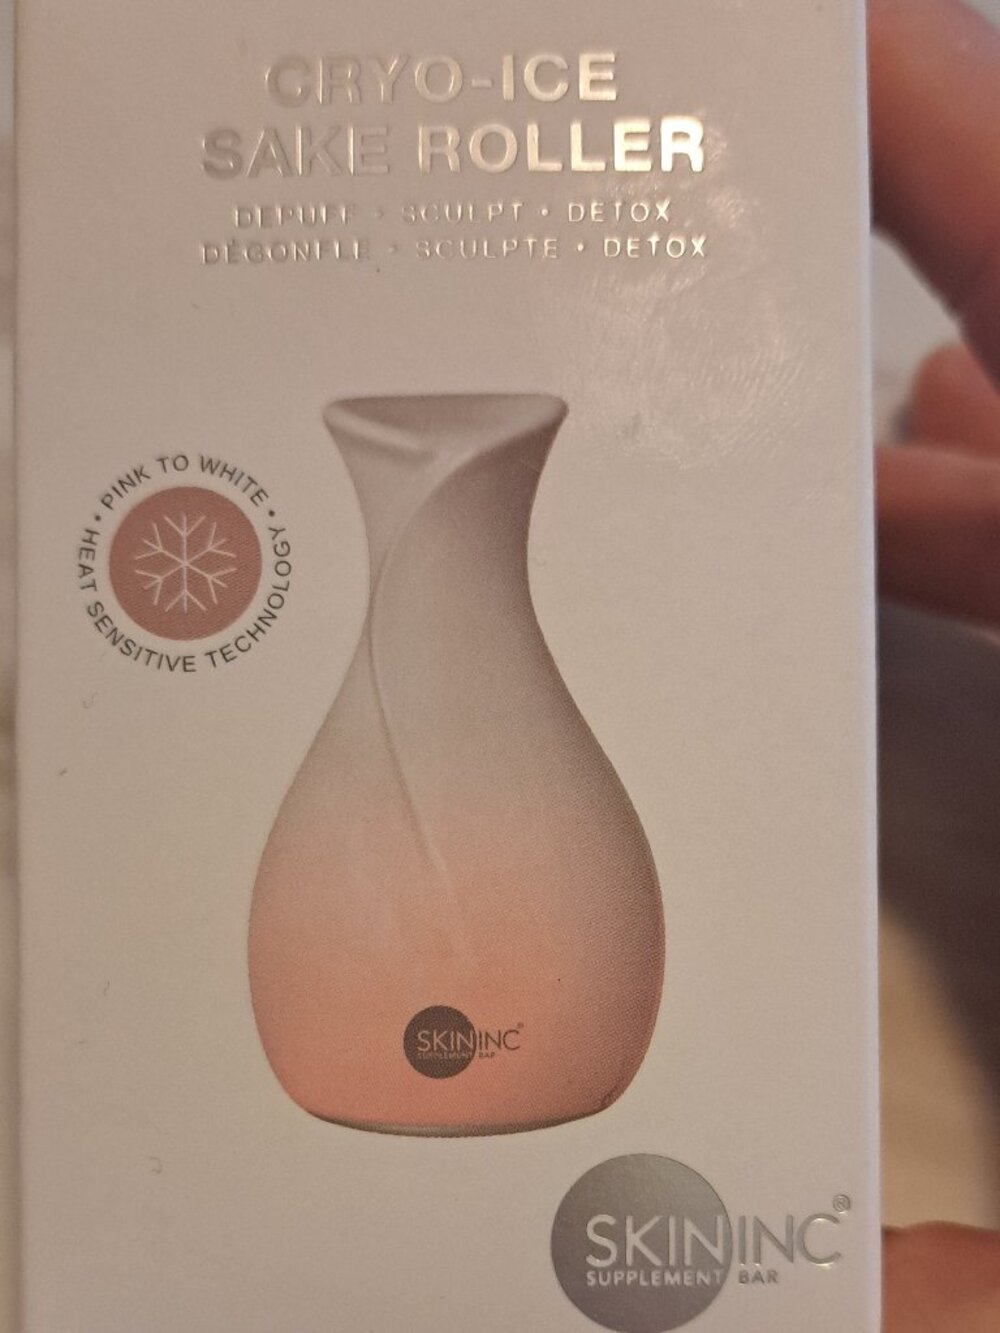 CRYO-ICE
SAKE ROLLER
DEPUFF • SCULPT • DETOX
DÉGONFLE • SCULPTE • DETOX
• PINK TO WHITE • HEAT SENSITIVE TECHNOLOGY
SKIN INC®
SUPPLEMENT BAR
SKIN INC®
SUPPLEMENT BAR